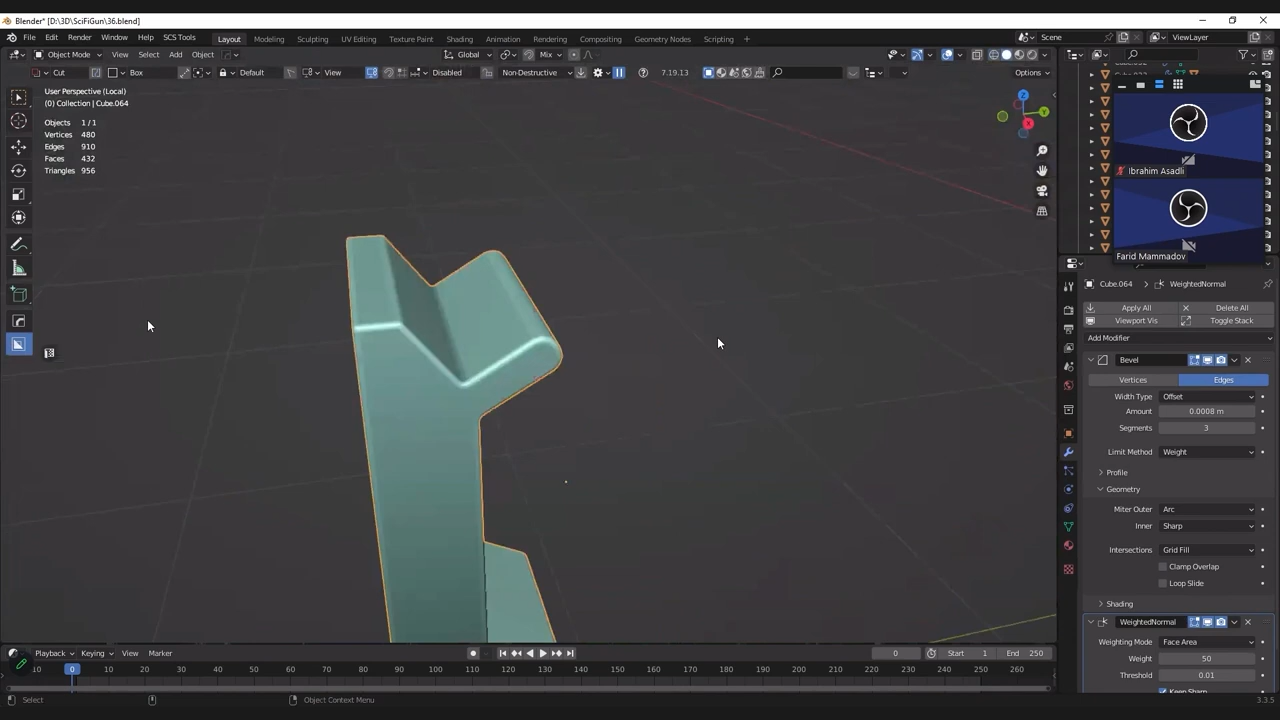 Blender* [D:\3D\SciFiGun\36.blend]
File Edit Render Window Help SCS Tools Layout Modeling Sculpting UV Editing Texture Paint Shading Animation Rendering Compositing Geometry Nodes Scripting + Scene ViewLayer
Object Mode View Select Add Object Global Mix
Cut Box Default View Disabled Non-Destructive 7.19.13 Options
User Perspective (Local)
(0) Collection | Cube.064
Objects 1/1
Vertices 480
Edges 910
Faces 432
Triangles 956
Z
Y
X
Ibrahim Asadli
Farid Mammadov
Cube.064 WeightedNormal
Apply All Delete All
Viewport Vis Toggle Stack
Add Modifier
Bevel
Vertices Edges
Width Type Offset
Amount 0.0008 m
Segments 3
Limit Method Weight
Profile
Geometry
Miter Outer Arc
Inner Sharp
Intersections Grid Fill
Clamp Overlap
Loop Slide
Shading
WeightedNormal
Weighting Mode Face Area
Weight 50
Threshold 0.01
Keep Sharp
Playback Keying View Marker 0 Start 1 End 250
10 0 10 20 30 40 50 60 70 80 90 100 110 120 130 140 150 160 170 180 190 200 210 220 230 240 250 260
Select Object Context Menu 3.3.5